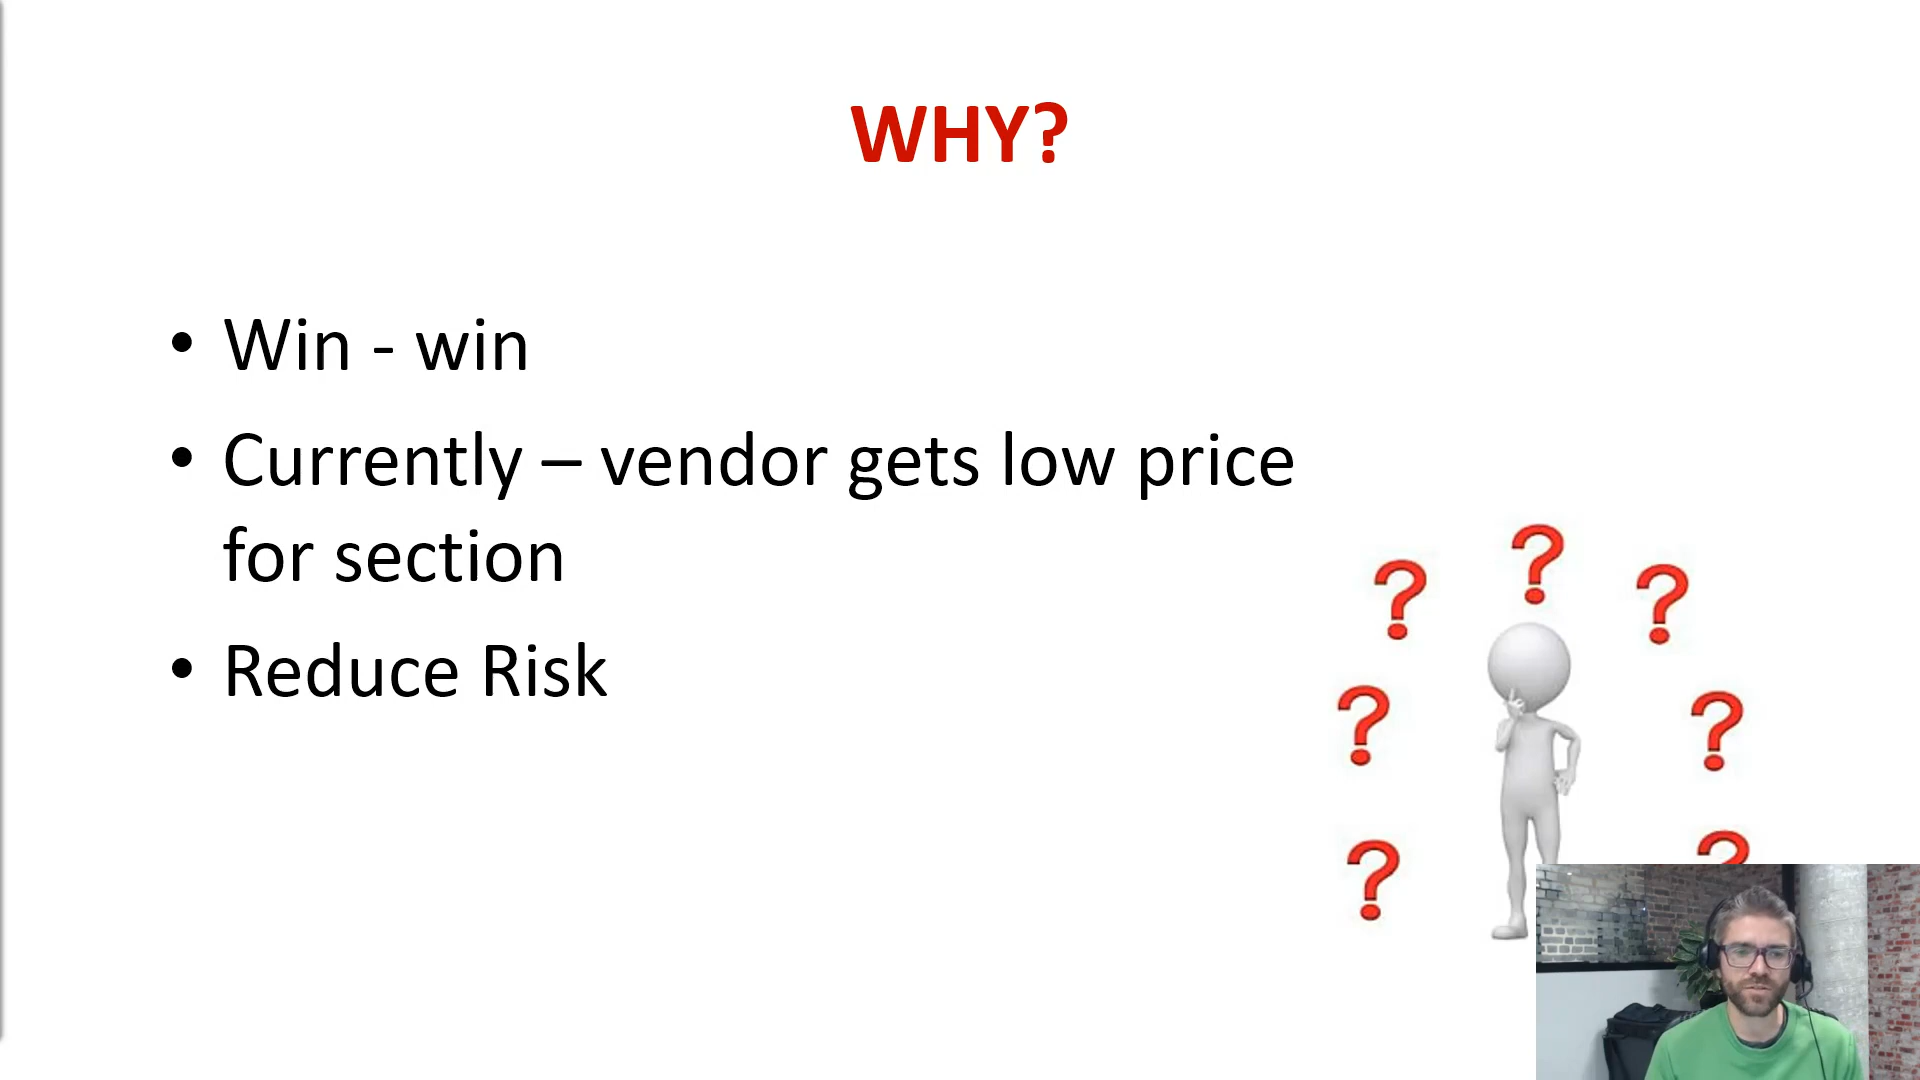 WHY?
• Win - win
• Currently – vendor gets low price
for section
• Reduce Risk
? ? ?
? ?
? ?